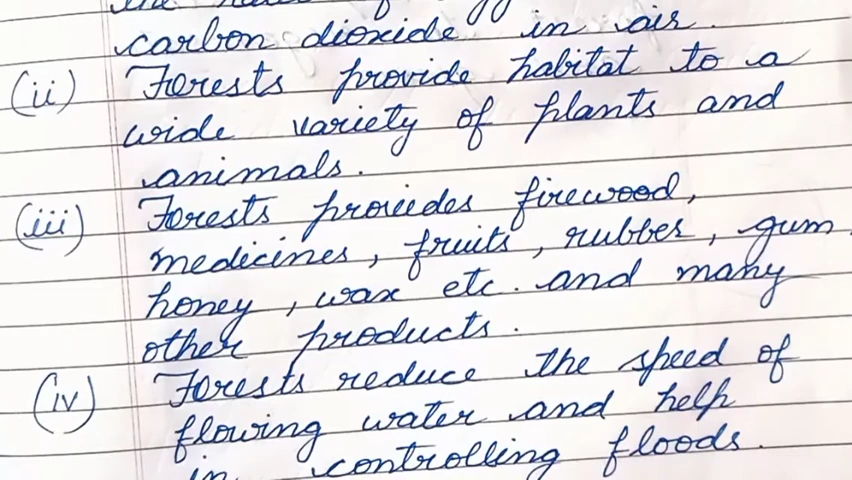 carbon dioxide in air.
(ii) Forests provide habitat to a
wide variety of plants and
animals.
(iii) Forests provides firewood,
medicines, fruits, rubber, gum
honey, wax etc. and many
other products.
(iv) Forests reduce the speed of
flowing water and help
in controlling floods.